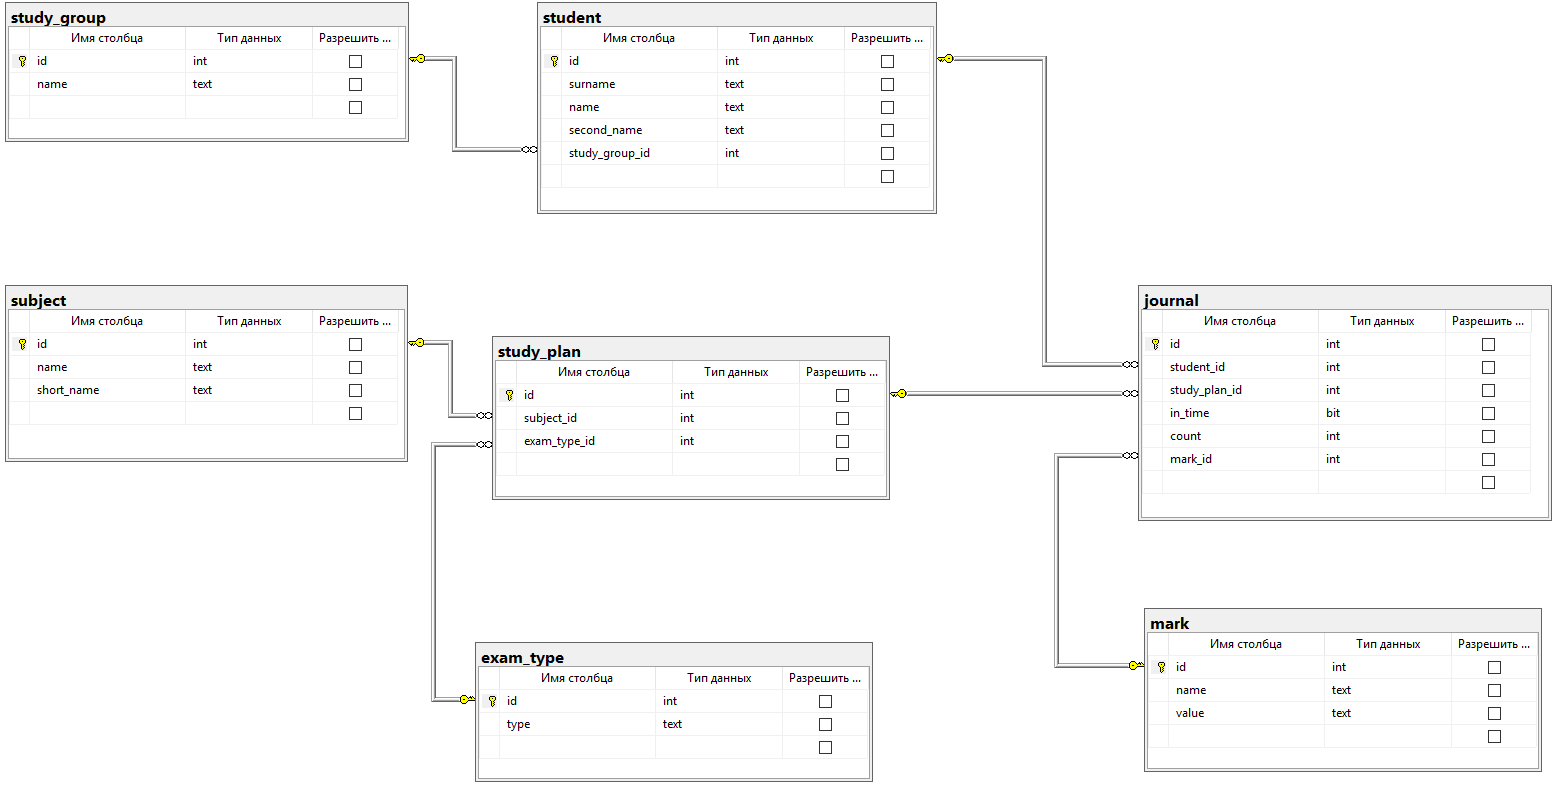 study_group
Имя столбца Тип данных Разрешить ...
id int
name text
student
Имя столбца Тип данных Разрешить ...
id int
surname text
name text
second_name text
study_group_id int
subject
Имя столбца Тип данных Разрешить ...
id int
name text
short_name text
study_plan
Имя столбца Тип данных Разрешить ...
id int
subject_id int
exam_type_id int
journal
Имя столбца Тип данных Разрешить ...
id int
student_id int
study_plan_id int
in_time bit
count int
mark_id int
exam_type
Имя столбца Тип данных Разрешить ...
id int
type text
mark
Имя столбца Тип данных Разрешить ...
id int
name text
value text